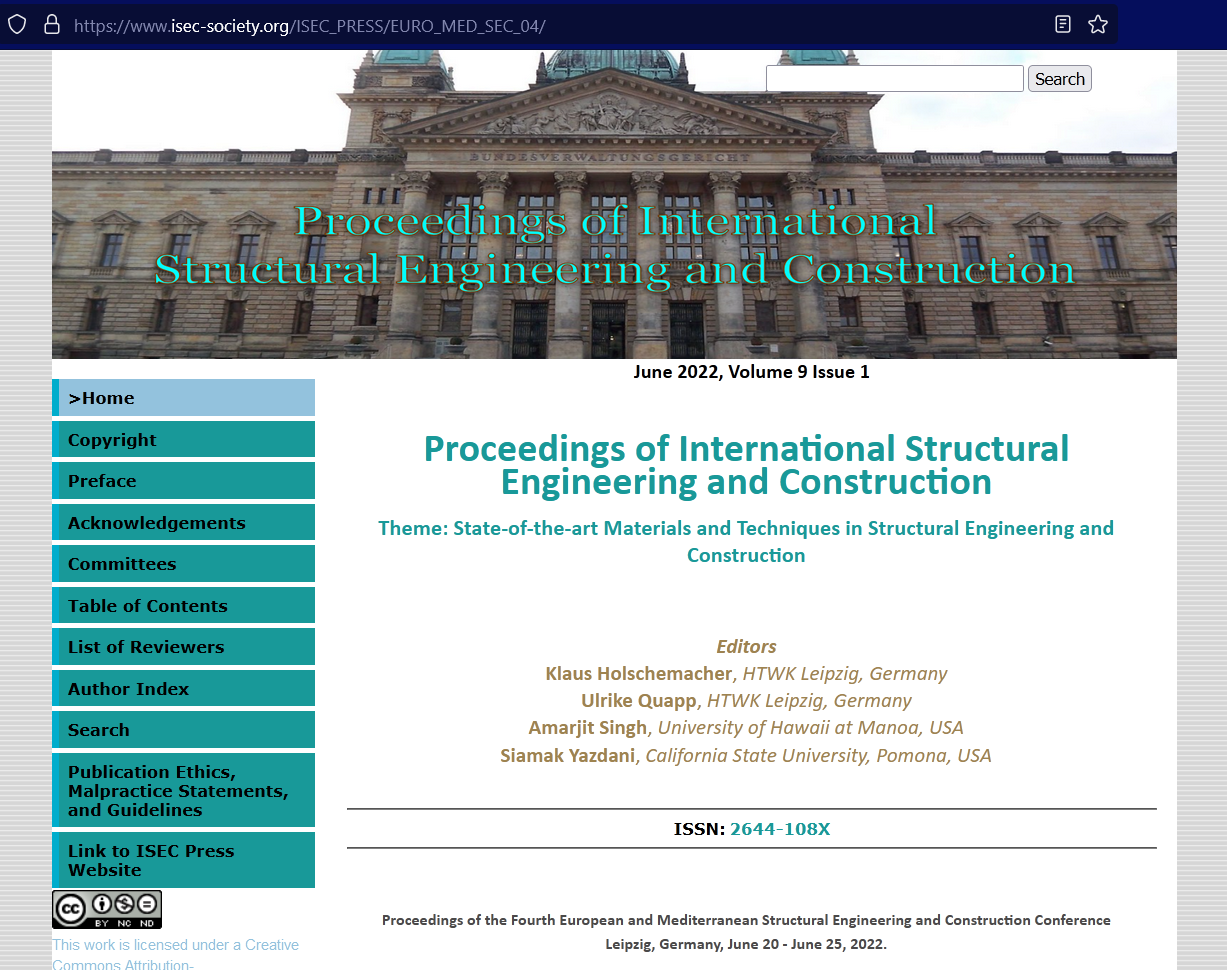 https://www.isec-society.org/ISEC_PRESS/EURO_MED_SEC_04/
Search
BUNDESVERWALTUNGSGERICHT
Proceedings of International
Structural Engineering and Construction
June 2022, Volume 9 Issue 1
>Home
Copyright
Preface
Acknowledgements
Committees
Table of Contents
List of Reviewers
Author Index
Search
Publication Ethics,
Malpractice Statements,
and Guidelines
Link to ISEC Press
Website
cc BY NC ND
This work is licensed under a Creative
Commons Attribution-
Proceedings of International Structural
Engineering and Construction
Theme: State-of-the-art Materials and Techniques in Structural Engineering and
Construction
Editors
Klaus Holschemacher, HTWK Leipzig, Germany
Ulrike Quapp, HTWK Leipzig, Germany
Amarjit Singh, University of Hawaii at Manoa, USA
Siamak Yazdani, California State University, Pomona, USA
ISSN: 2644-108X
Proceedings of the Fourth European and Mediterranean Structural Engineering and Construction Conference
Leipzig, Germany, June 20 - June 25, 2022.